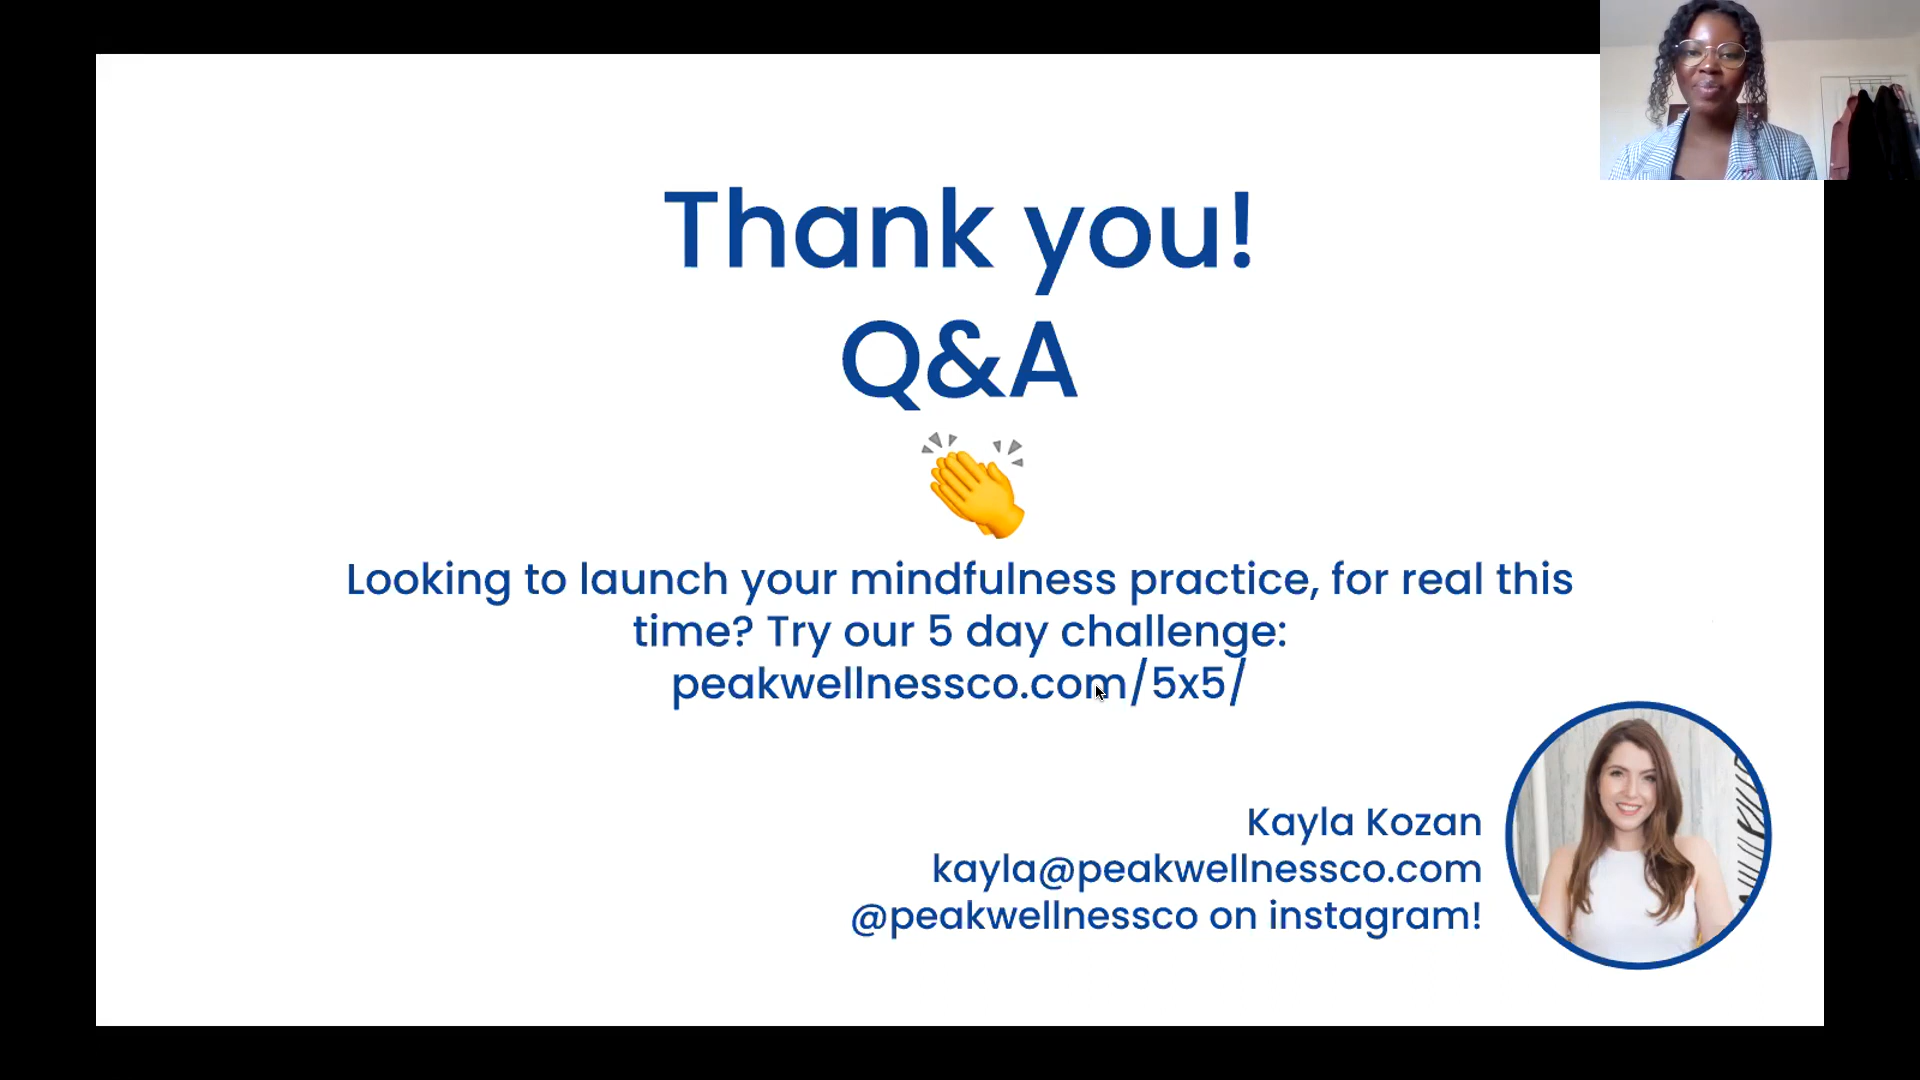 Thank you!
Q&A
Looking to launch your mindfulness practice, for real this
time? Try our 5 day challenge:
peakwellnessco.com/5x5/
Kayla Kozan
kayla@peakwellnessco.com
@peakwellnessco on instagram!